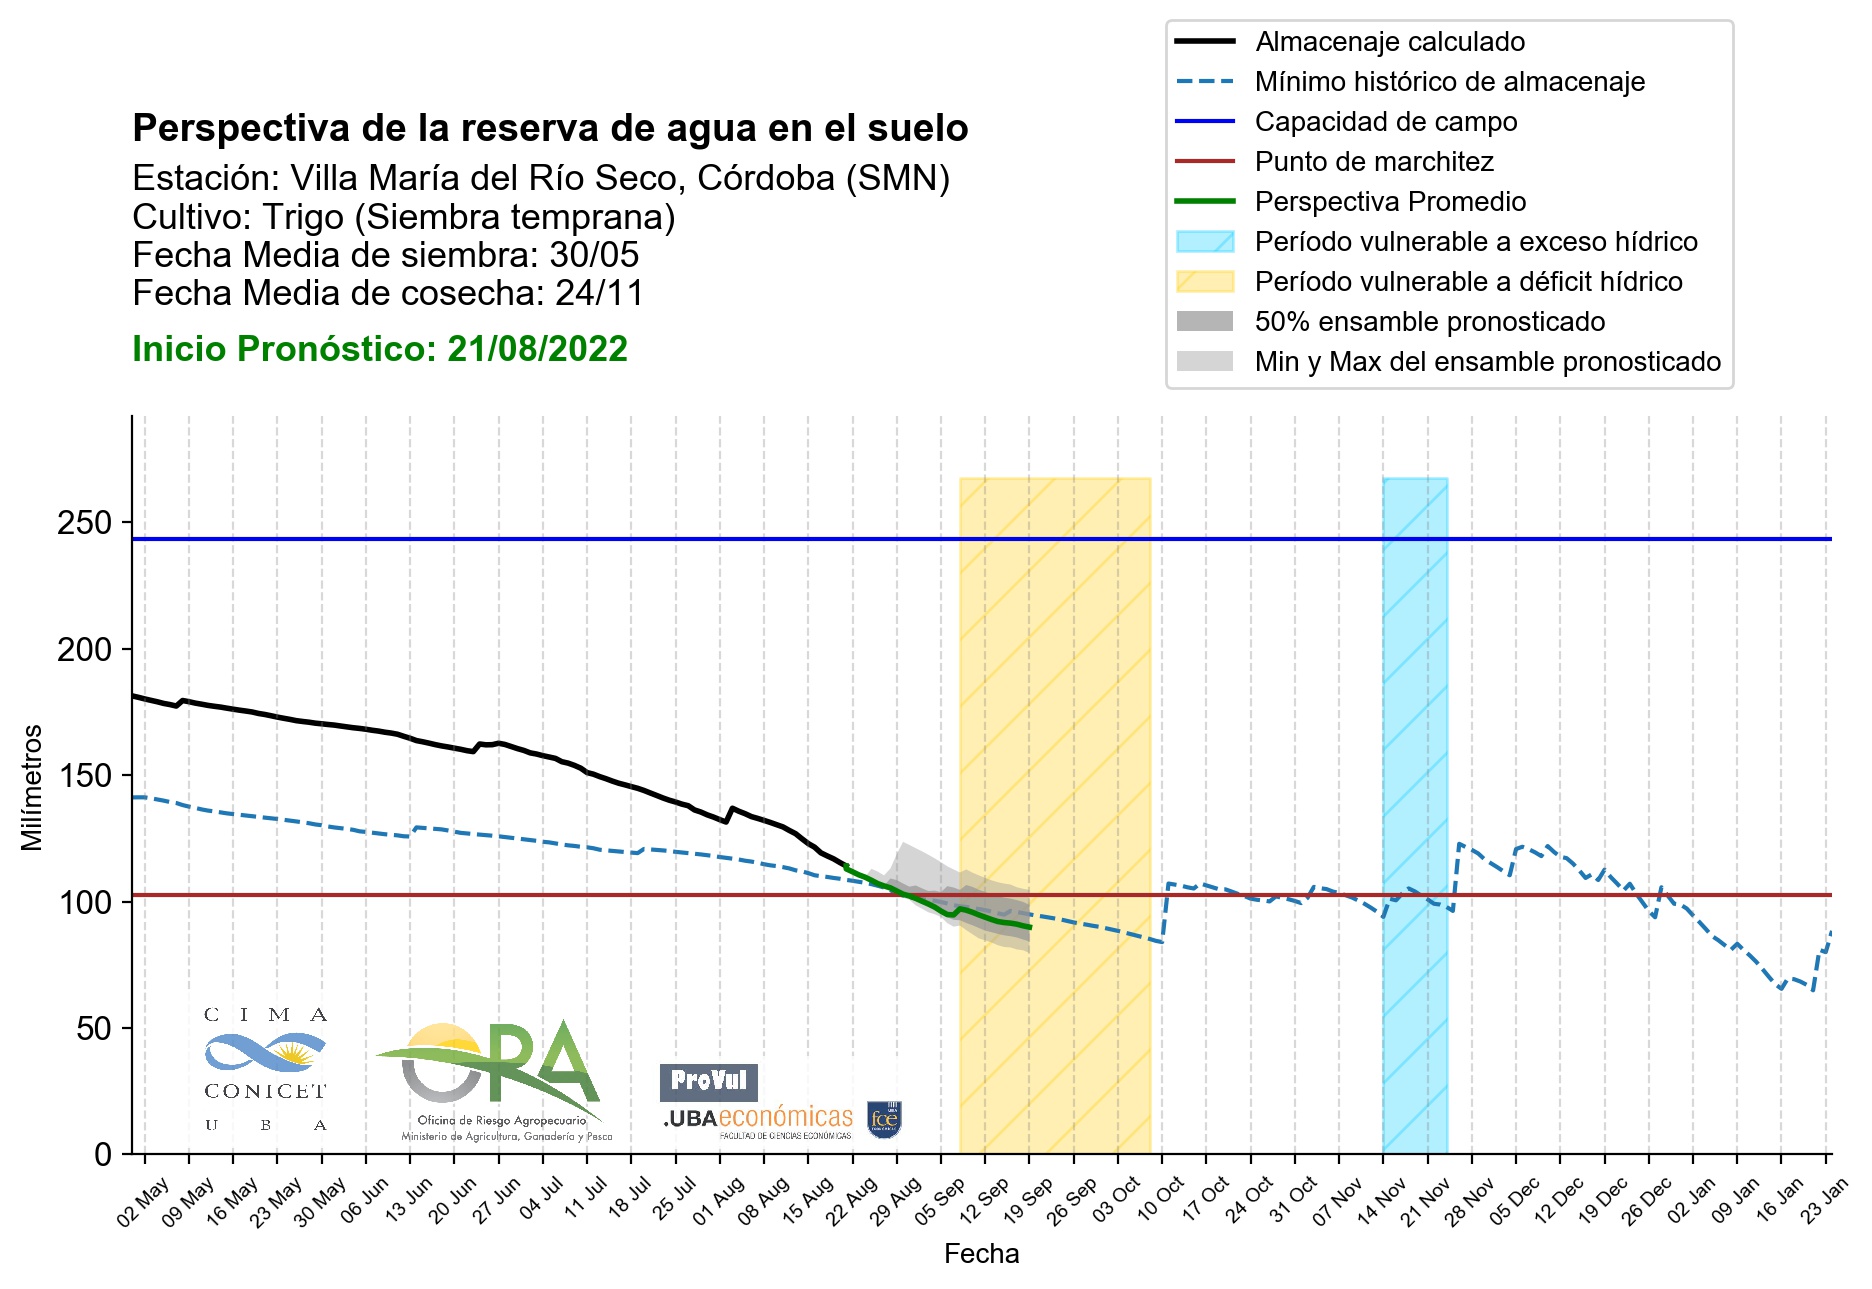 Almacenaje calculado
Mínimo histórico de almacenaje
Capacidad de campo
Punto de marchitez
Perspectiva Promedio
Período vulnerable a exceso hídrico
Período vulnerable a déficit hídrico
50% ensamble pronosticado
Min y Max del ensamble pronosticado
Perspectiva de la reserva de agua en el suelo
Estación: Villa María del Río Seco, Córdoba (SMN)
Cultivo: Trigo (Siembra temprana)
Fecha Media de siembra: 30/05
Fecha Media de cosecha: 24/11
Inicio Pronóstico: 21/08/2022
Milímetros
250
200
150
100
50
0
C I M A
CONICET
U B A
ORA
Oficina de Riesgo Agropecuario
Ministerio de Agricultura, Ganadería y Pesca
ProVul
.UBAeconómicas
FACULTAD DE CIENCIAS ECONÓMICAS
fce
02 May
09 May
16 May
23 May
30 May
06 Jun
13 Jun
20 Jun
27 Jun
04 Jul
11 Jul
18 Jul
25 Jul
01 Aug
08 Aug
15 Aug
22 Aug
29 Aug
05 Sep
12 Sep
19 Sep
26 Sep
03 Oct
10 Oct
17 Oct
24 Oct
31 Oct
07 Nov
14 Nov
21 Nov
28 Nov
05 Dec
12 Dec
19 Dec
26 Dec
02 Jan
09 Jan
16 Jan
23 Jan
Fecha